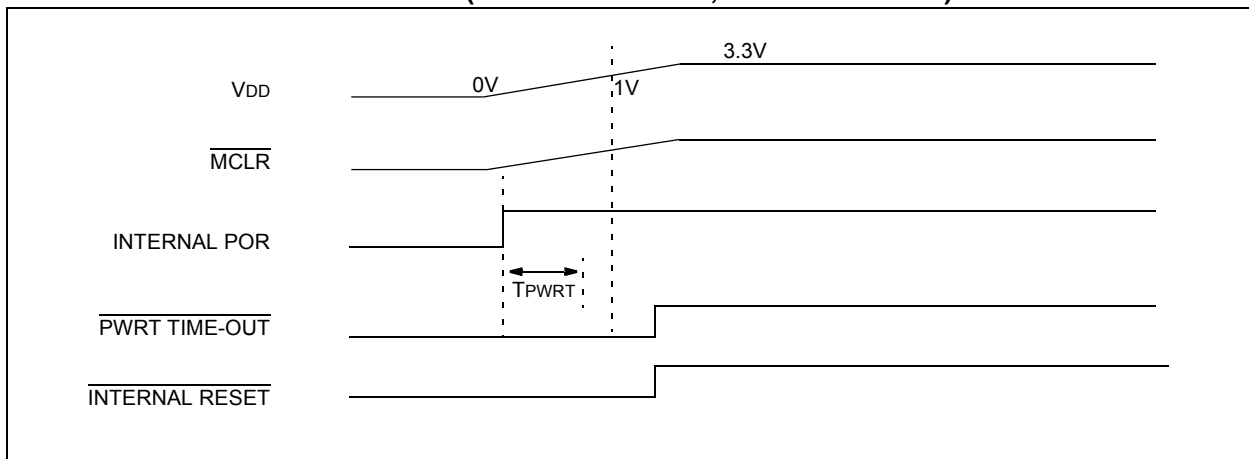 3.3V
VDD 0V 1V
MCLR
INTERNAL POR
TPWRT
PWRT TIME-OUT
INTERNAL RESET